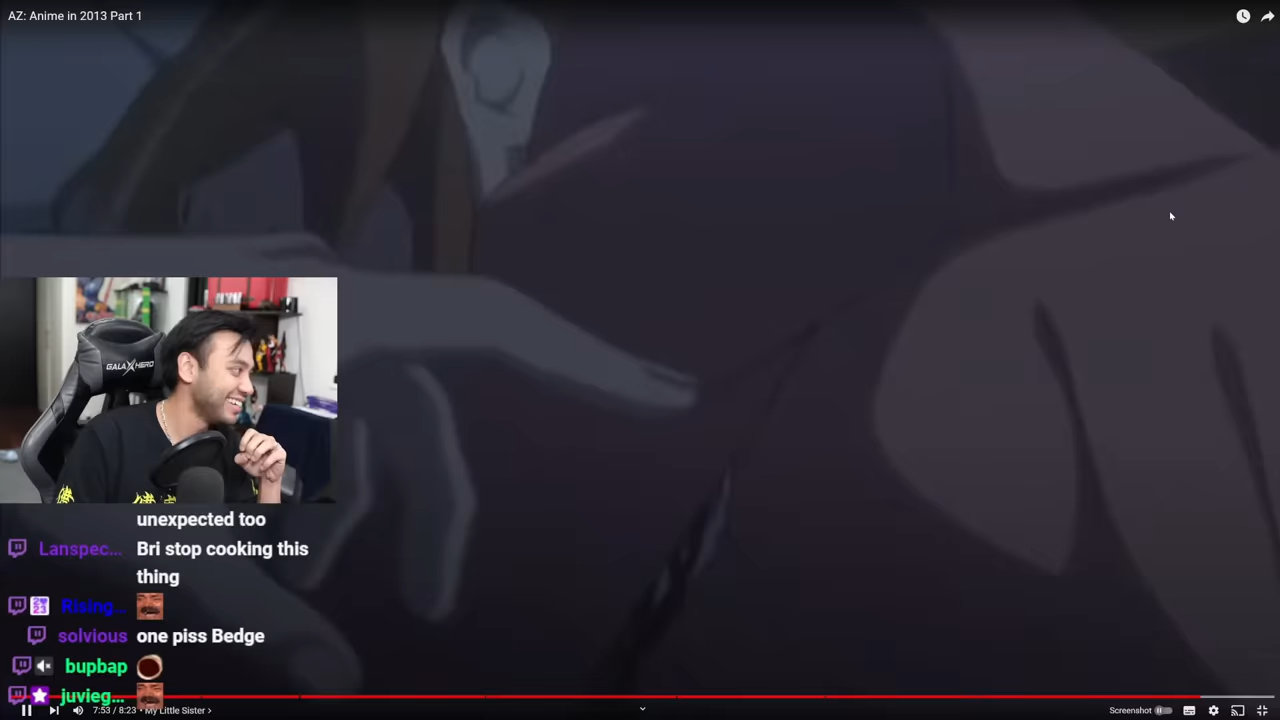 AZ: Anime in 2013 Part 1
GALAXHERO
unexpected too
Lanspec... Bri stop cooking this
thing
Rising...
solvious one piss Bedge
bupbap
juvieg...
7:53 / 8:23 • My Little Sister >
Screenshot